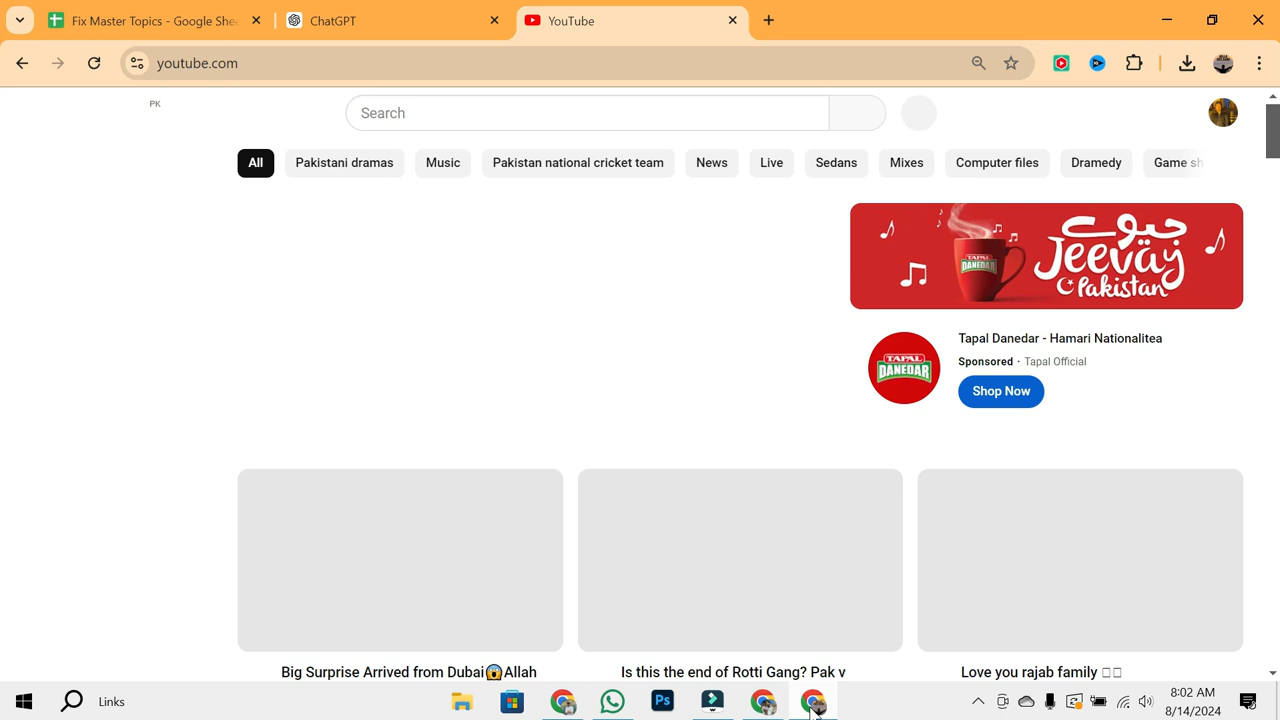 Fix Master Topics - Google She
ChatGPT
YouTube
youtube.com
PK
Search
All
Pakistani dramas
Music
Pakistan national cricket team
News
Live
Sedans
Mixes
Computer files
Dramedy
Game sh
TAPAL
DANEDAR
جیوے
Jeevay
Pakistan
TAPAL
DANEDAR
Tapal Danedar - Hamari Nationalitea
Sponsored · Tapal Official
Shop Now
Big Surprise Arrived from Dubai😱Allah
Is this the end of Rotti Gang? Pak v
Love you rajab family
Links
Ps
8:02 AM
8/14/2024